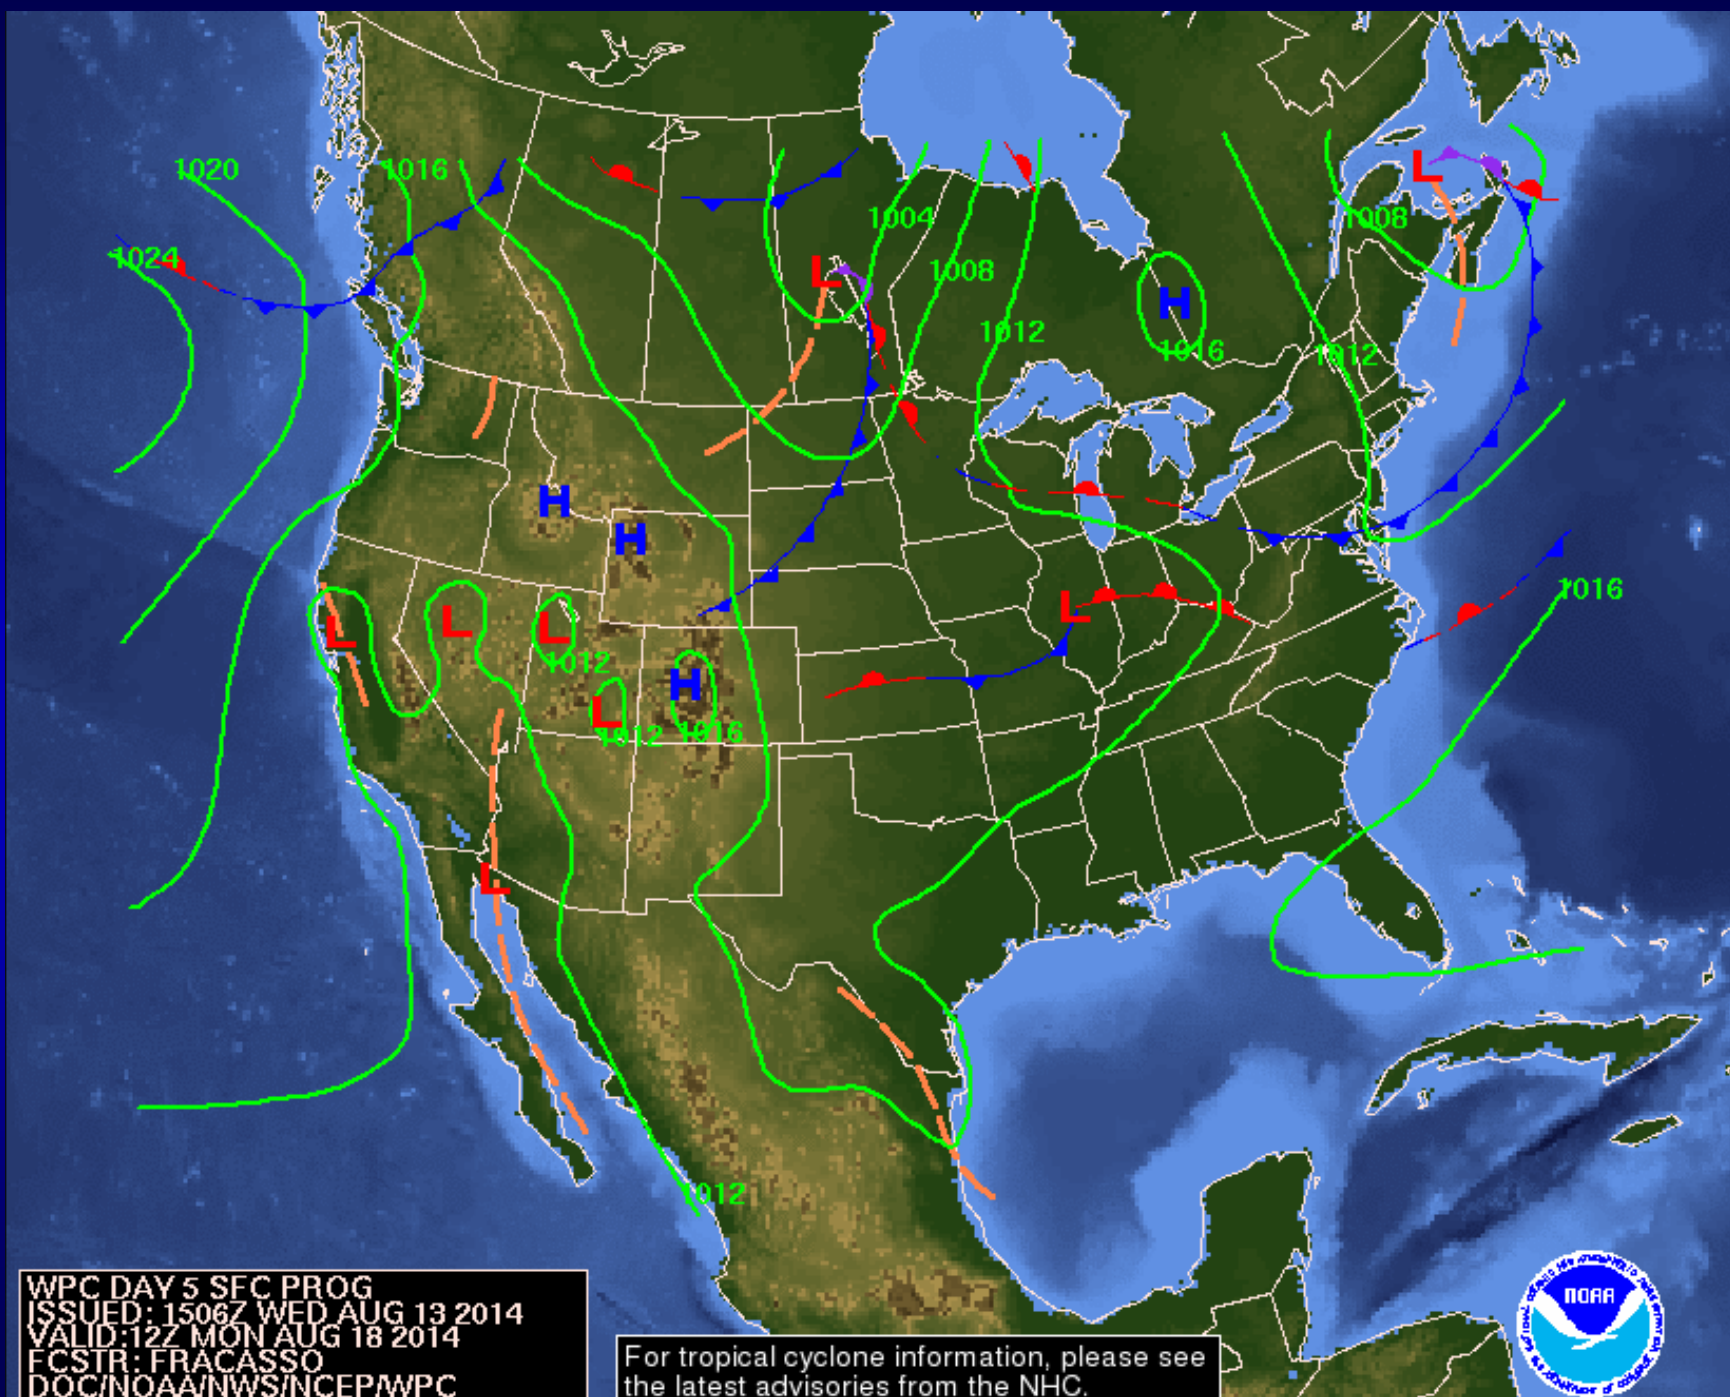 1020
1016
1024
L
1008
1004
L
1008
H
1012
1016
1012
H
H
L
L
L
L
1016
1012
H
L
1012
1016
L
1012
WPC DAY 5 SFC PROG
ISSUED: 1506Z WED AUG 13 2014
VALID:12Z MON AUG 18 2014
FCSTR: FRACASSO
DOC/NOAA/NWS/NCEP/WPC
For tropical cyclone information, please see
the latest advisories from the NHC.
NOAA